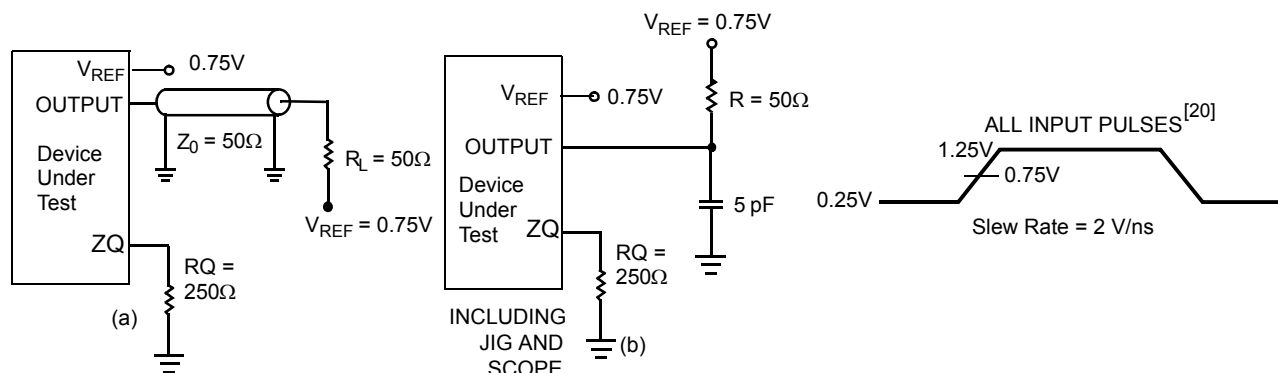 V_REF
0.75V
OUTPUT
Z_0 = 50Ω
Device
Under
Test
R_L = 50Ω
V_REF = 0.75V
ZQ
RQ =
250Ω
(a)
V_REF = 0.75V
R = 50Ω
V_REF
0.75V
OUTPUT
Device
Under
Test
5 pF
ZQ
RQ =
250Ω
INCLUDING
JIG AND
SCOPE
(b)
ALL INPUT PULSES[20]
1.25V
0.75V
0.25V
Slew Rate = 2 V/ns